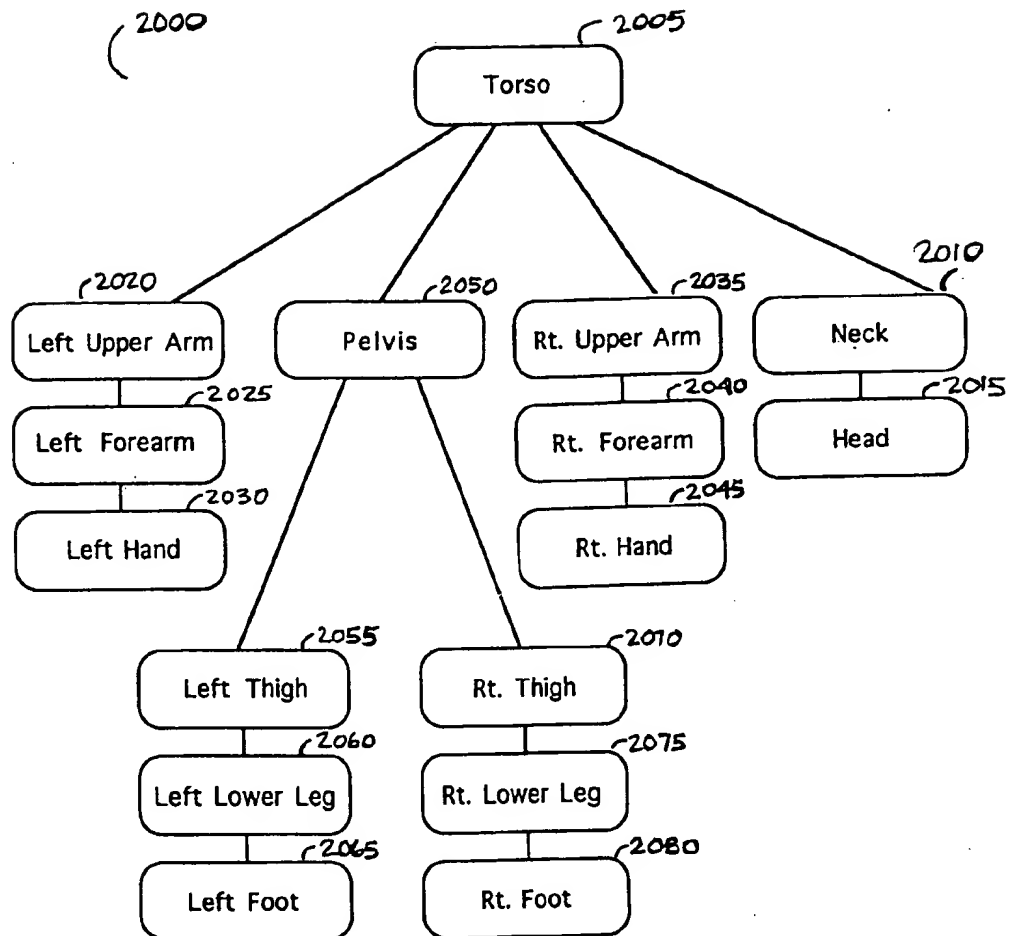 2000
2005
Torso
2020
2050
2035
2010
Left Upper Arm
Pelvis
Rt. Upper Arm
Neck
2025
2040
2015
Left Forearm
Rt. Forearm
Head
2030
2045
Left Hand
Rt. Hand
2055
2070
Left Thigh
Rt. Thigh
2060
2075
Left Lower Leg
Rt. Lower Leg
2065
2080
Left Foot
Rt. Foot